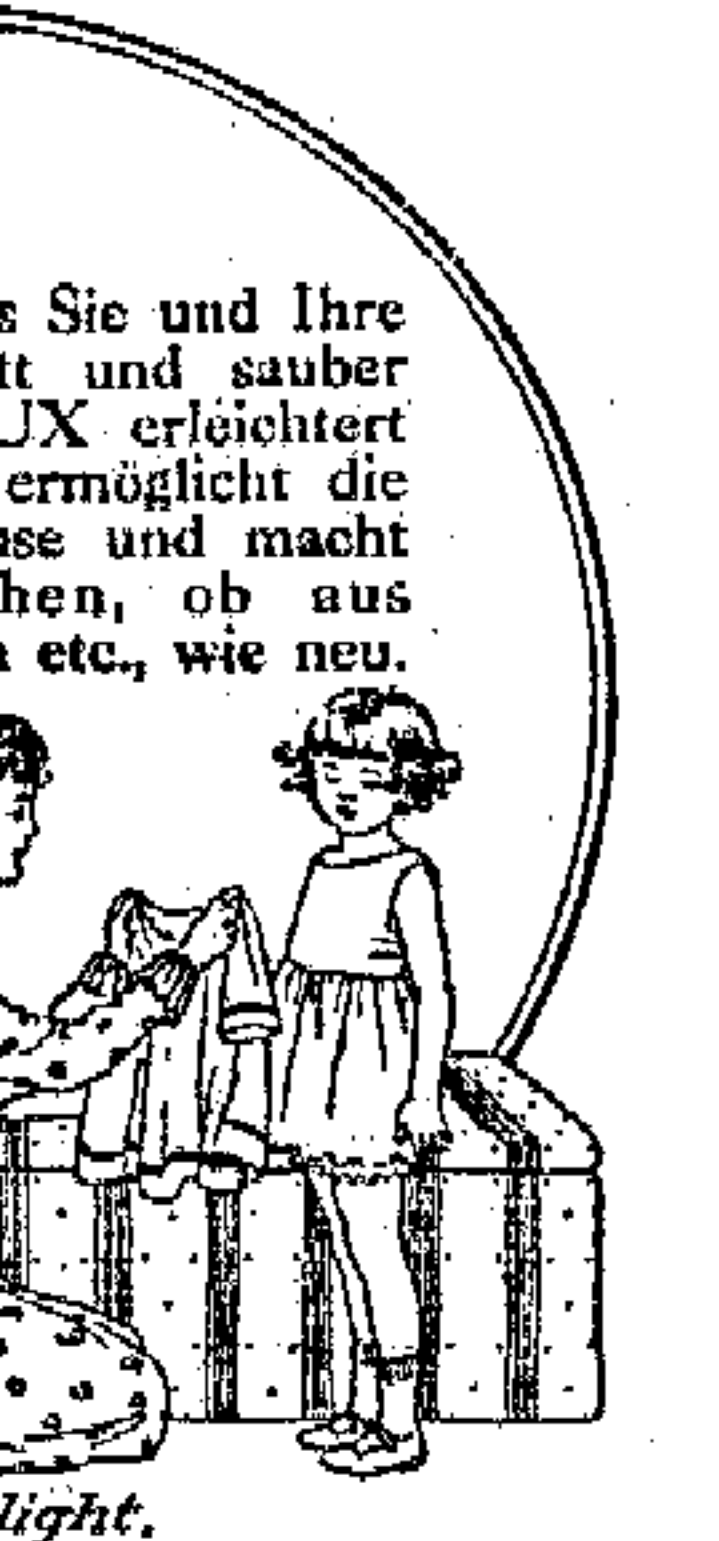 s Sie und Ihre
tt und sauber
UX erleichtert
ermöglicht die
use und macht
hen, ob aus
n etc., wie neu.
light.